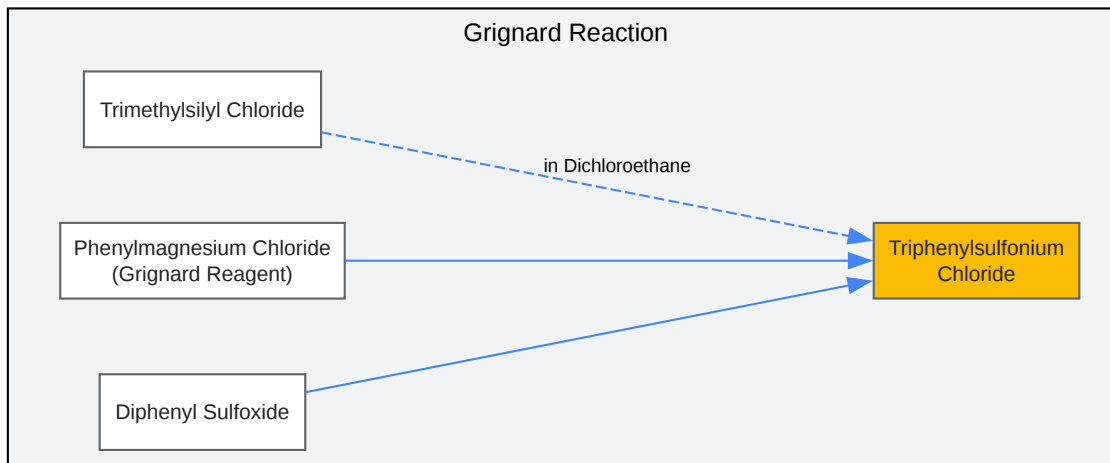 Grignard Reaction
Trimethylsilyl Chloride
in Dichloroethane
Phenylmagnesium Chloride
(Grignard Reagent)
Triphenylsulfonium
Chloride
Diphenyl Sulfoxide